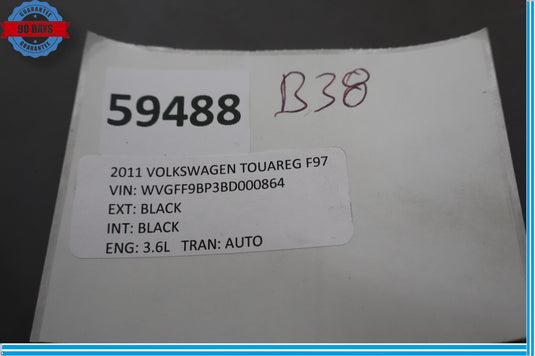 GUARANTEE
90 DAYS
GUARANTEE
59488
B38
2011 VOLKSWAGEN TOUAREG F97
VIN: WVGFF9BP3BD000864
EXT: BLACK
INT: BLACK
ENG: 3.6L TRAN: AUTO